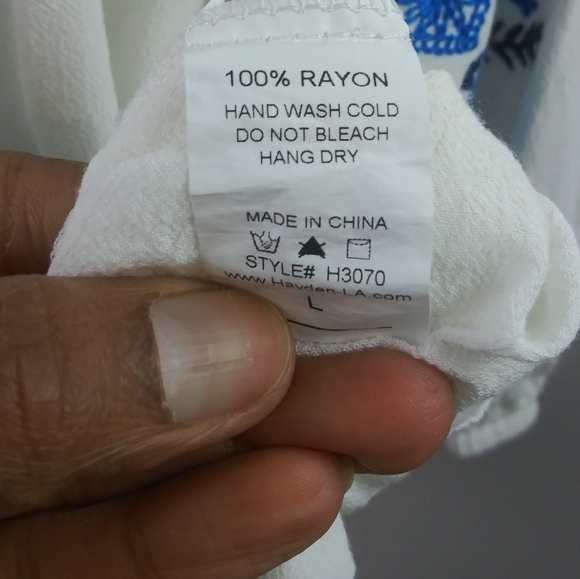 100% RAYON
HAND WASH COLD
DO NOT BLEACH
HANG DRY
MADE IN CHINA
STYLE# H3070
www.Hayden-LA.com
L